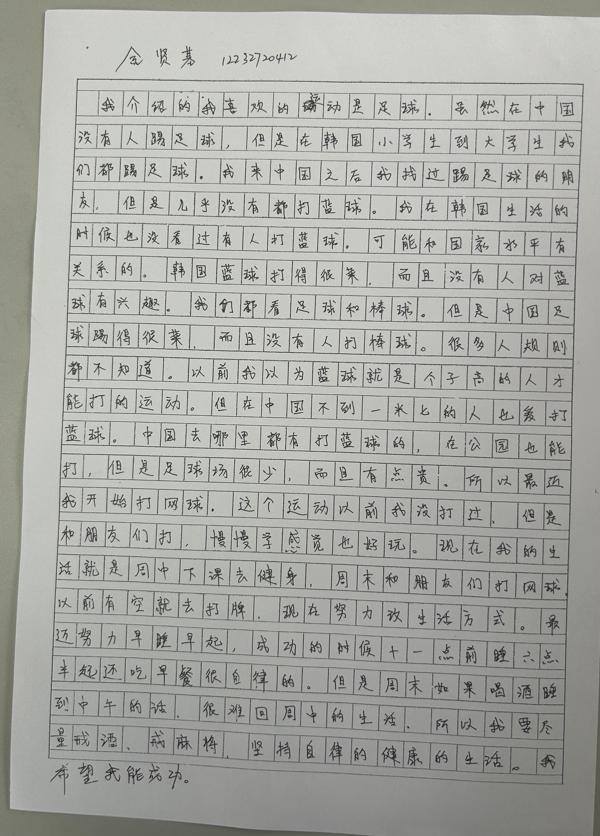 金贤茗 12232720412
我介绍的我喜欢的运动是足球。虽然在中国
没有人踢足球，但是在韩国小学生到大学生我
们都踢足球。我来中国之后我找过踢足球的朋
友，但是几乎没有都打蓝球。我在韩国生活的
时候也没看过有人打蓝球。可能和国家水平有
关系的。韩国蓝球打得很菜，而且没有人对蓝
球有兴趣。我们都看足球和棒球。但是中国足
球踢得很菜，而且没有人打棒球。很多人规则
都不知道。以前我以为蓝球就是个子高的人才
能打的运动。但在中国不到一米七的人也爱打
蓝球。中国去哪里都有打蓝球的，在公园也能
打，但是足球场很少，而且有点贵。所以最近
我开始打网球。这个运动以前我没打过，但是
和朋友们打，慢慢学感觉也好玩。现在我的生
活就是周中下课去健身，周末和朋友们打网球，
以前有空就去打牌，现在努力改生活方式。最
近努力早睡早起，成功的时候十一点前睡六点
半起还吃早餐很自律的。但是周末如果喝酒睡
到中午的话，很难回周中的生活，所以我要尽
量戒酒、戒麻将，坚持自律的健康的生活。我
希望我能成功。